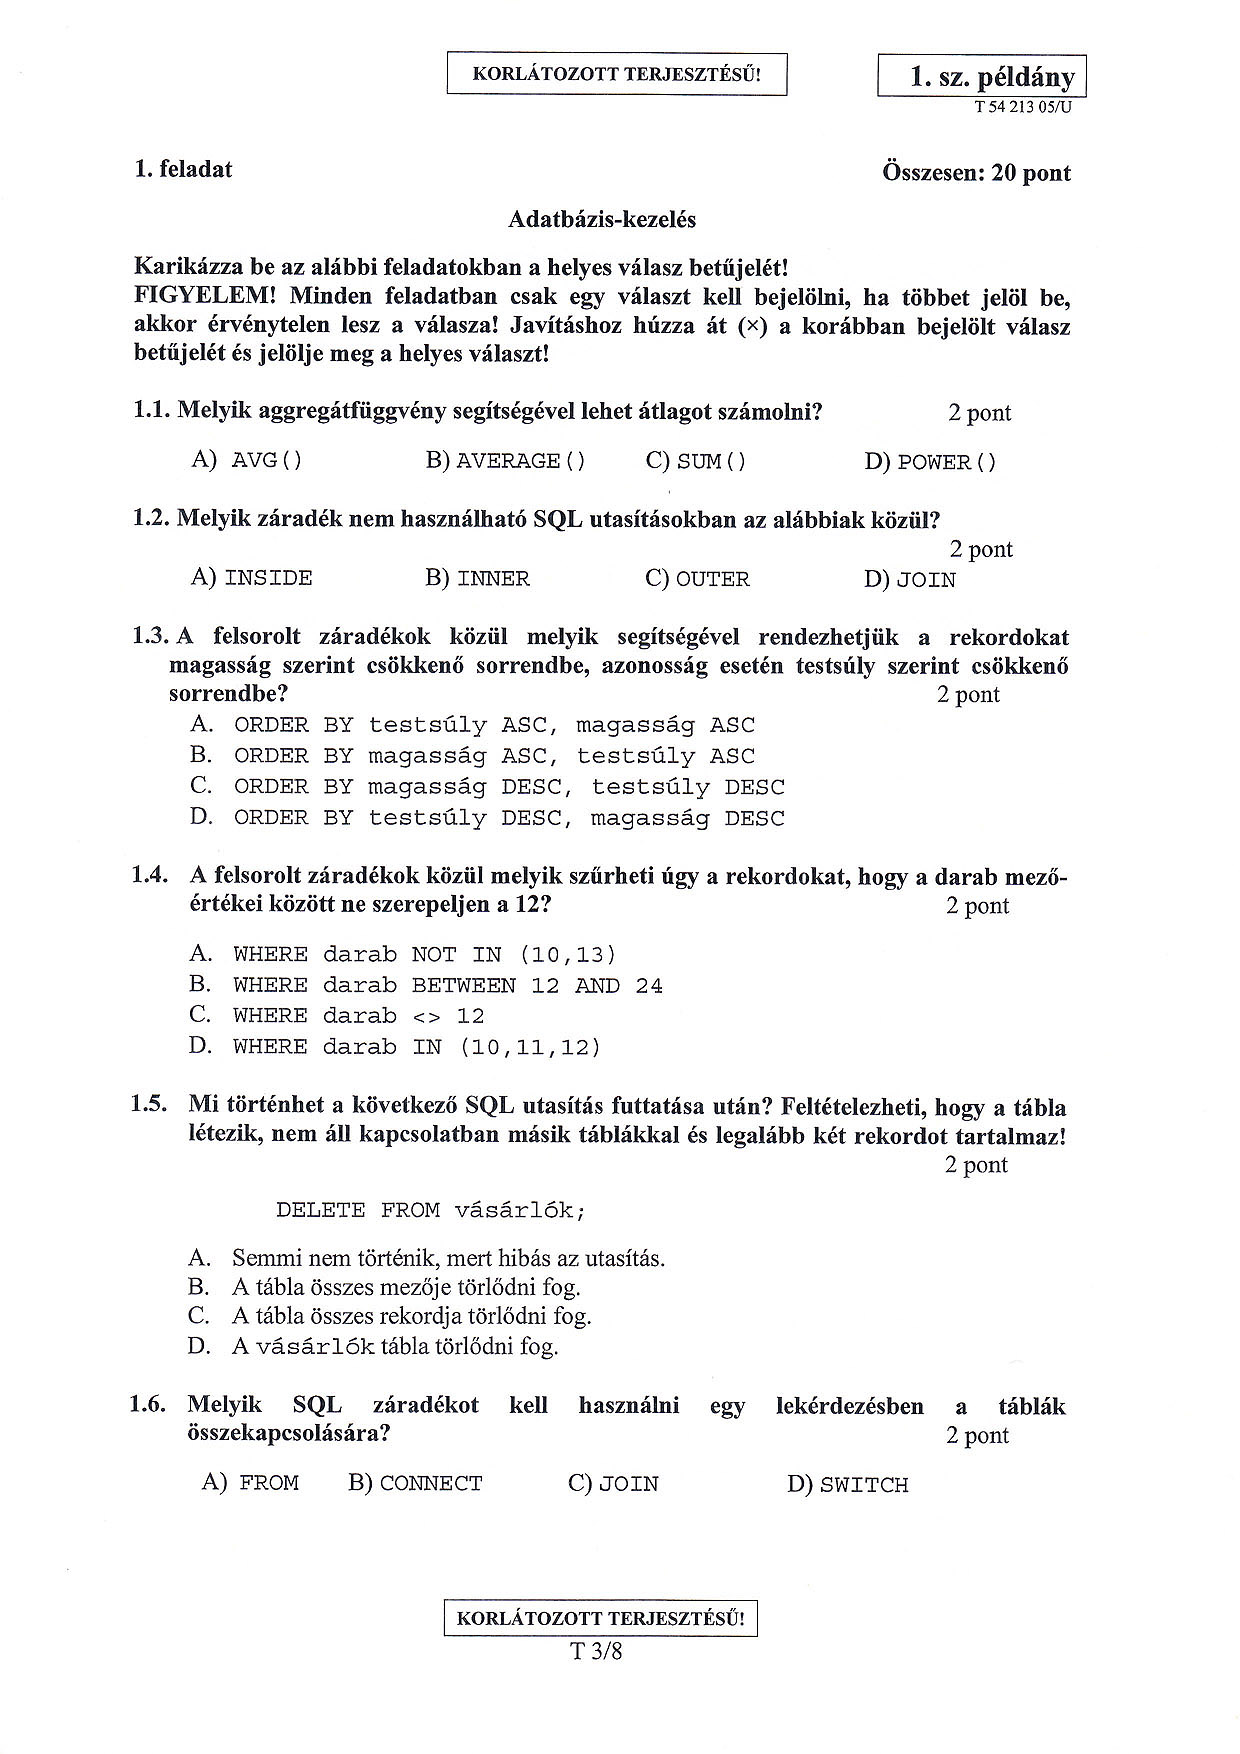 KORLÁTOZOTT TERJESZTÉSŰ!
1. sz. példány
T 54 213 05/U
1. feladat Összesen: 20 pont
Adatbázis-kezelés
Karikázza be az alábbi feladatokban a helyes válasz betűjelét!
FIGYELEM! Minden feladatban csak egy választ kell bejelölni, ha többet jelöl be,
akkor érvénytelen lesz a válasza! Javításhoz húzza át (×) a korábban bejelölt válasz
betűjelét és jelölje meg a helyes választ!
1.1. Melyik aggregátfüggvény segítségével lehet átlagot számolni? 2 pont
A) AVG() B) AVERAGE() C) SUM() D) POWER()
1.2. Melyik záradék nem használható SQL utasításokban az alábbiak közül?
2 pont
A) INSIDE B) INNER C) OUTER D) JOIN
1.3. A felsorolt záradékok közül melyik segítségével rendezhetjük a rekordokat
magasság szerint csökkenő sorrendbe, azonosság esetén testsúly szerint csökkenő
sorrendbe? 2 pont
A. ORDER BY testsúly ASC, magasság ASC
B. ORDER BY magasság ASC, testsúly ASC
C. ORDER BY magasság DESC, testsúly DESC
D. ORDER BY testsúly DESC, magasság DESC
1.4. A felsorolt záradékok közül melyik szűrheti úgy a rekordokat, hogy a darab mező-
értékei között ne szerepeljen a 12? 2 pont
A. WHERE darab NOT IN (10,13)
B. WHERE darab BETWEEN 12 AND 24
C. WHERE darab <> 12
D. WHERE darab IN (10,11,12)
1.5. Mi történhet a következő SQL utasítás futtatása után? Feltételezheti, hogy a tábla
létezik, nem áll kapcsolatban másik táblákkal és legalább két rekordot tartalmaz!
2 pont
DELETE FROM vásárlók;
A. Semmi nem történik, mert hibás az utasítás.
B. A tábla összes mezője törlődni fog.
C. A tábla összes rekordja törlődni fog.
D. A vásárlók tábla törlődni fog.
1.6. Melyik SQL záradékot kell használni egy lekérdezésben a táblák
összekapcsolására? 2 pont
A) FROM B) CONNECT C) JOIN D) SWITCH
KORLÁTOZOTT TERJESZTÉSŰ!
T 3/8